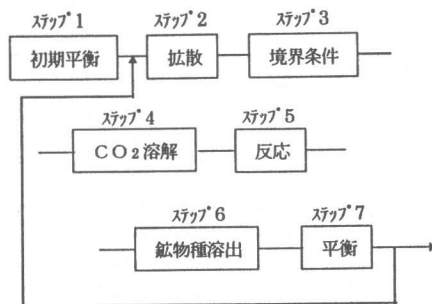 ステップ1 ステップ2 ステップ3
初期平衡 拡散 境界条件
ステップ4 ステップ5
CO2溶解 反応
ステップ6 ステップ7
鉱物種溶出 平衡